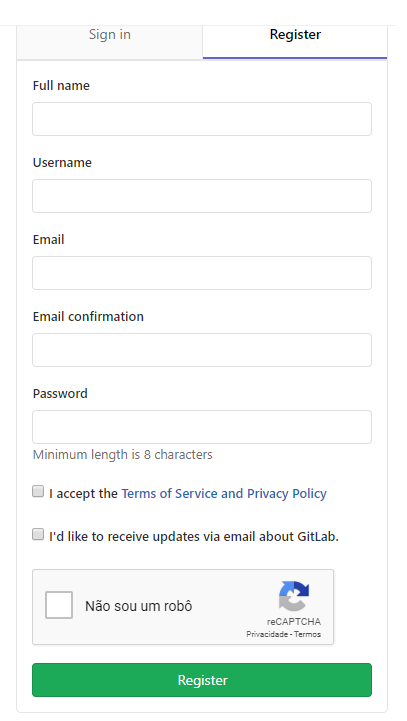 Sign in
Register
Full name
Username
Email
Email confirmation
Password
Minimum length is 8 characters
I accept the Terms of Service and Privacy Policy
I'd like to receive updates via email about GitLab.
Não sou um robô
reCAPTCHA
Privacidade - Termos
Register